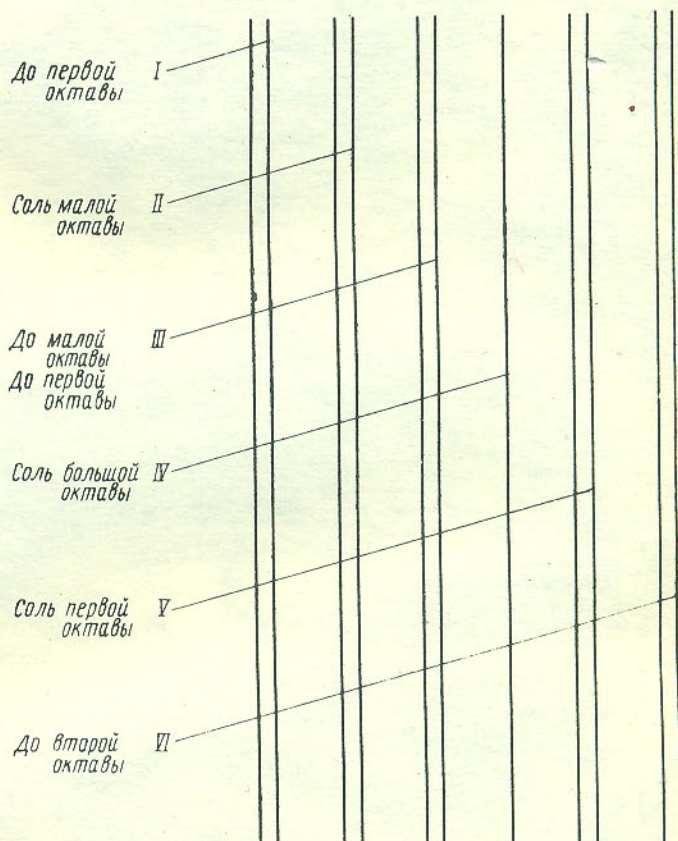 До первой I
октавы
Соль малой II
октавы
До малой III
октавы
До первой
октавы
Соль большой IV
октавы
Соль первой V
октавы
До второй VI
октавы